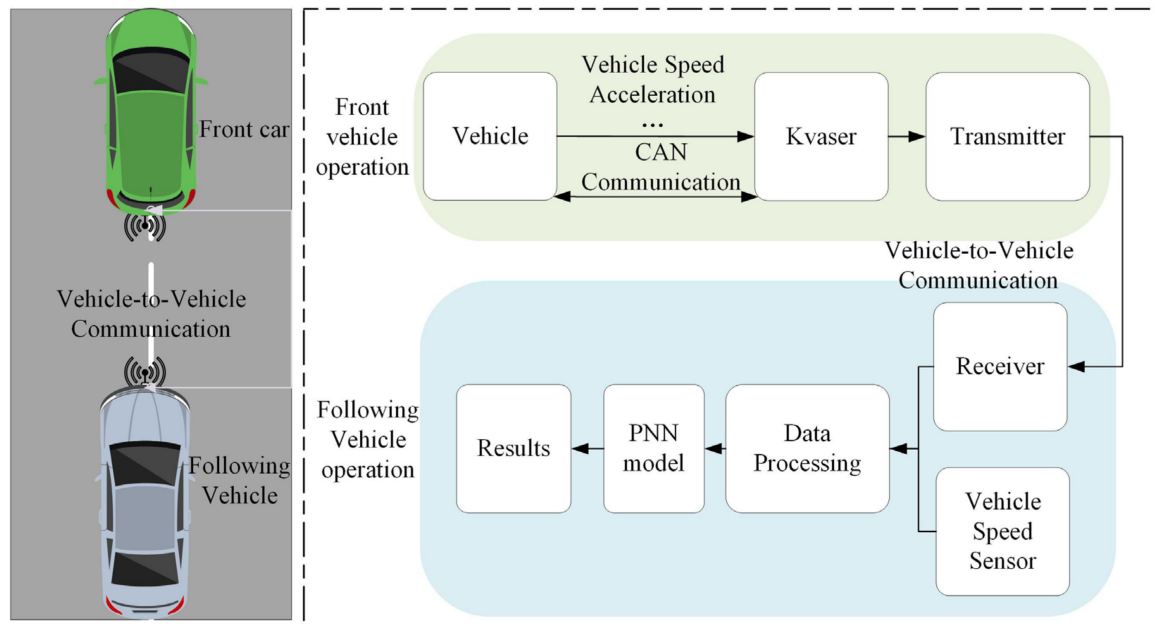 Front car
Vehicle-to-Vehicle
Communication
Following
Vehicle
Front
vehicle
operation
Vehicle
Vehicle Speed
Acceleration
...
CAN
Communication
Kvaser
Transmitter
Vehicle-to-Vehicle
Communication
Following
Vehicle
operation
Results
PNN
model
Data
Processing
Receiver
Vehicle
Speed
Sensor